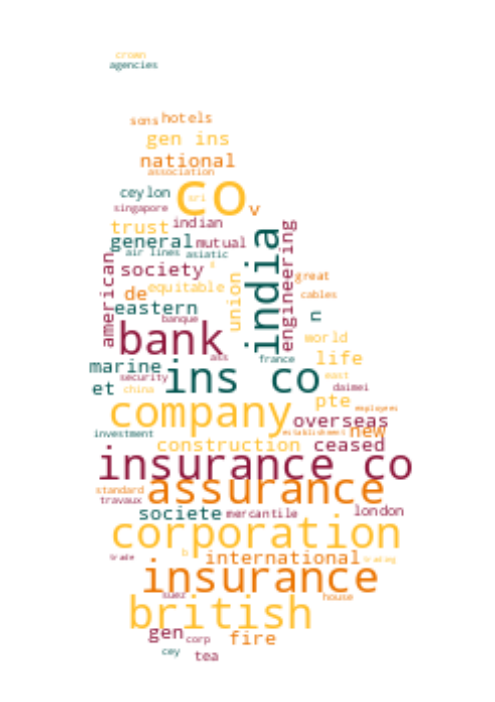 crown
agencies
sons hotels
gen ins
national
association
ceylon co sri v
singapore
trust indian
general mutual
air lines asiatic
american society india engineering
great
de equitable union
cables
eastern n
banque
bank world
ass france life
marine ins co east
security
et china daimei
pte
employees
company overseas
investment establishment new
construction ceased
insurance co
standard assurance
travaux
societe mercantile london
corporation
trade b international trading
insurance
suez house
british
gen corp fire
cey tea